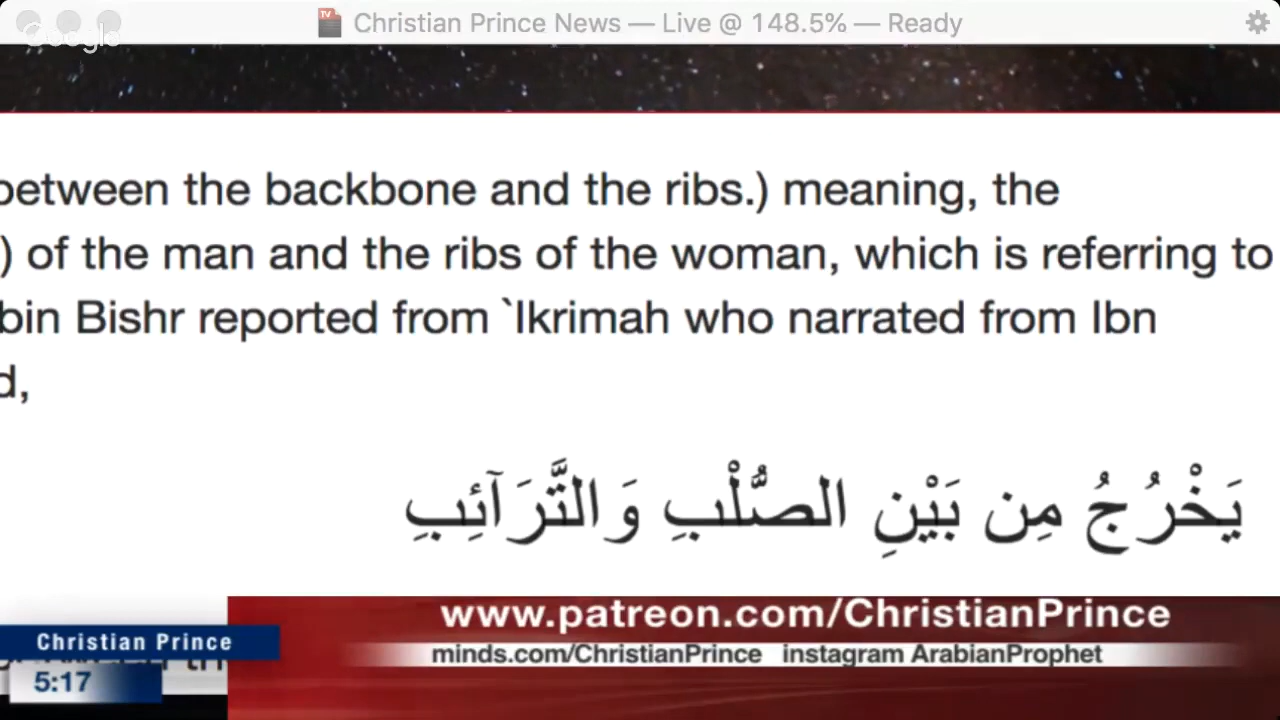 Christian Prince News — Live @ 148.5% — Ready
Google
between the backbone and the ribs.) meaning, the
) of the man and the ribs of the woman, which is referring to
bin Bishr reported from `Ikrimah who narrated from Ibn
d,
يَخْرُجُ مِن بَيْنِ الصُّلْبِ وَالتَّرَآئِبِ
www.patreon.com/ChristianPrince
Christian Prince
minds.com/ChristianPrince instagram ArabianProphet
5:17